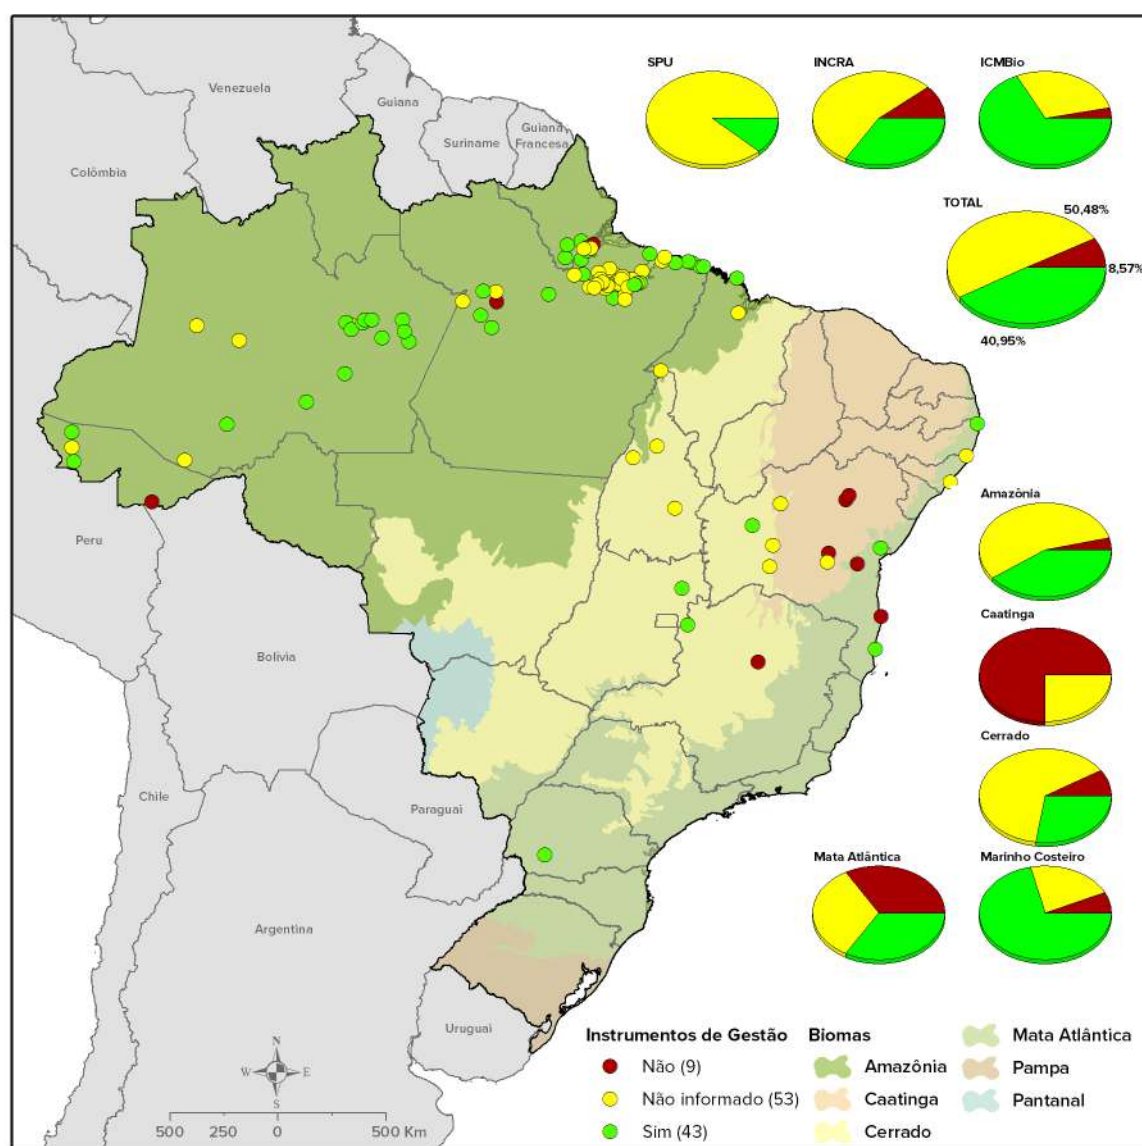 SPU
INCRA
ICMBio
Venezuela
Guiana
Suriname
Guiana
Francesa
Colômbia
TOTAL
50,48%
8,57%
40,95%
Amazônia
Peru
Caatinga
Bolivia
Cerrado
Chile
Paraguai
Mata Atlântica
Marinho Costeiro
Argentina
Uruguai
N
W
E
S
500
250
0
500 Km
Instrumentos de Gestão
Não (9)
Não informado (53)
Sim (43)
Biomas
Amazônia
Caatinga
Cerrado
Mata Atlântica
Pampa
Pantanal